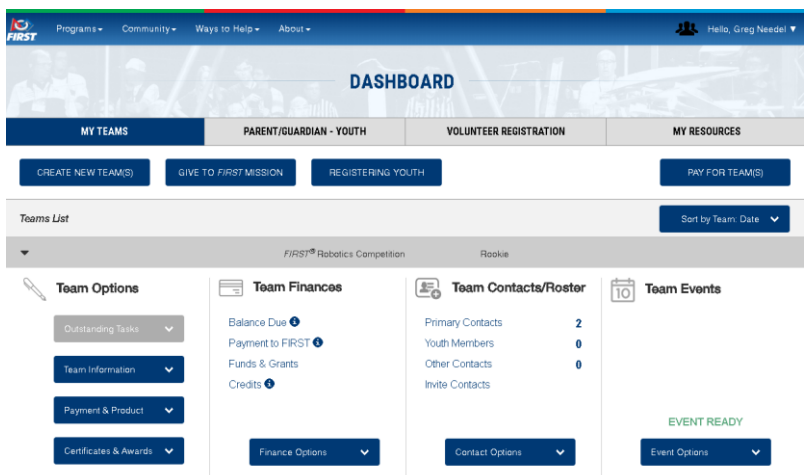 FIRST
Programs Community Ways to Help About Hello, Greg Needel
DASHBOARD
MY TEAMS PARENT/GUARDIAN - YOUTH VOLUNTEER REGISTRATION MY RESOURCES
CREATE NEW TEAM(S) GIVE TO FIRST MISSION REGISTERING YOUTH PAY FOR TEAM(S)
Teams List Sort by Team: Date
FIRST® Robotics Competition Rookie
Team Options Team Finances Team Contacts/Roster 10 Team Events
Outstanding Tasks Balance Due Primary Contacts 2
Payment to FIRST Youth Members 0
Team Information Funds & Grants Other Contacts 0
Credits Invite Contacts
Payment & Product EVENT READY
Certificates & Awards Finance Options Contact Options Event Options